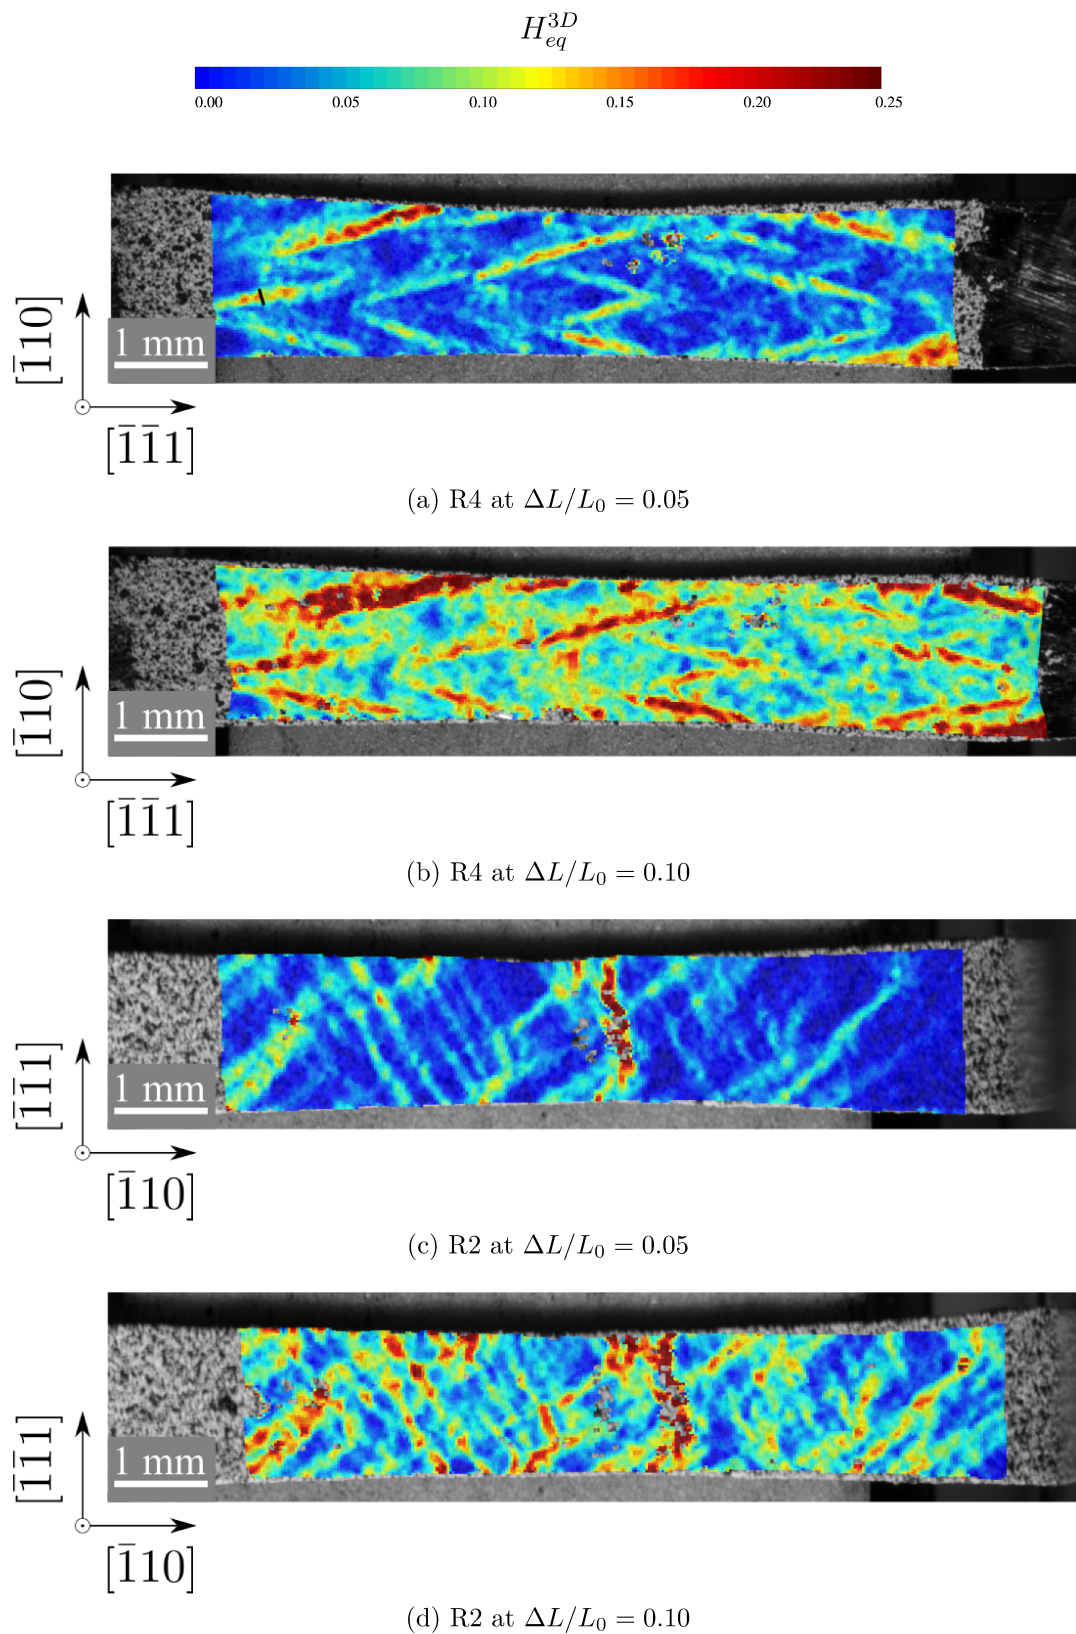 H_{eq}^{3D}
0.00 0.05 0.10 0.15 0.20 0.25
[1̄10]
1 mm
[1̄1̄1]
(a) R4 at ΔL/L₀ = 0.05
[1̄10]
1 mm
[1̄1̄1]
(b) R4 at ΔL/L₀ = 0.10
[1̄1̄1]
1 mm
[1̄10]
(c) R2 at ΔL/L₀ = 0.05
[1̄1̄1]
1 mm
[1̄10]
(d) R2 at ΔL/L₀ = 0.10